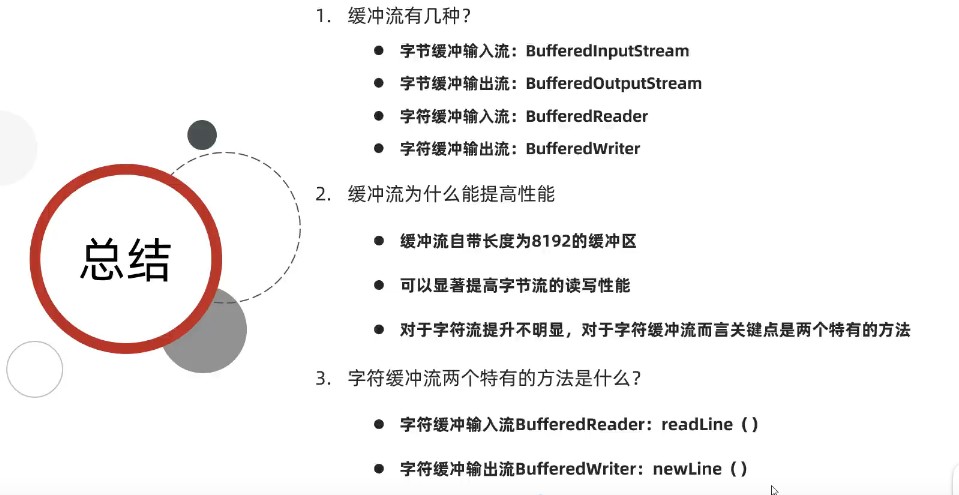 1. 缓冲流有几种？
● 字节缓冲输入流：BufferedInputStream
● 字节缓冲输出流：BufferedOutputStream
● 字符缓冲输入流：BufferedReader
● 字符缓冲输出流：BufferedWriter
2. 缓冲流为什么能提高性能
● 缓冲流自带长度为8192的缓冲区
● 可以显著提高字节流的读写性能
● 对于字符流提升不明显，对于字符缓冲流而言关键点是两个特有的方法
3. 字符缓冲流两个特有的方法是什么？
● 字符缓冲输入流BufferedReader：readLine（）
● 字符缓冲输出流BufferedWriter：newLine（）
总结